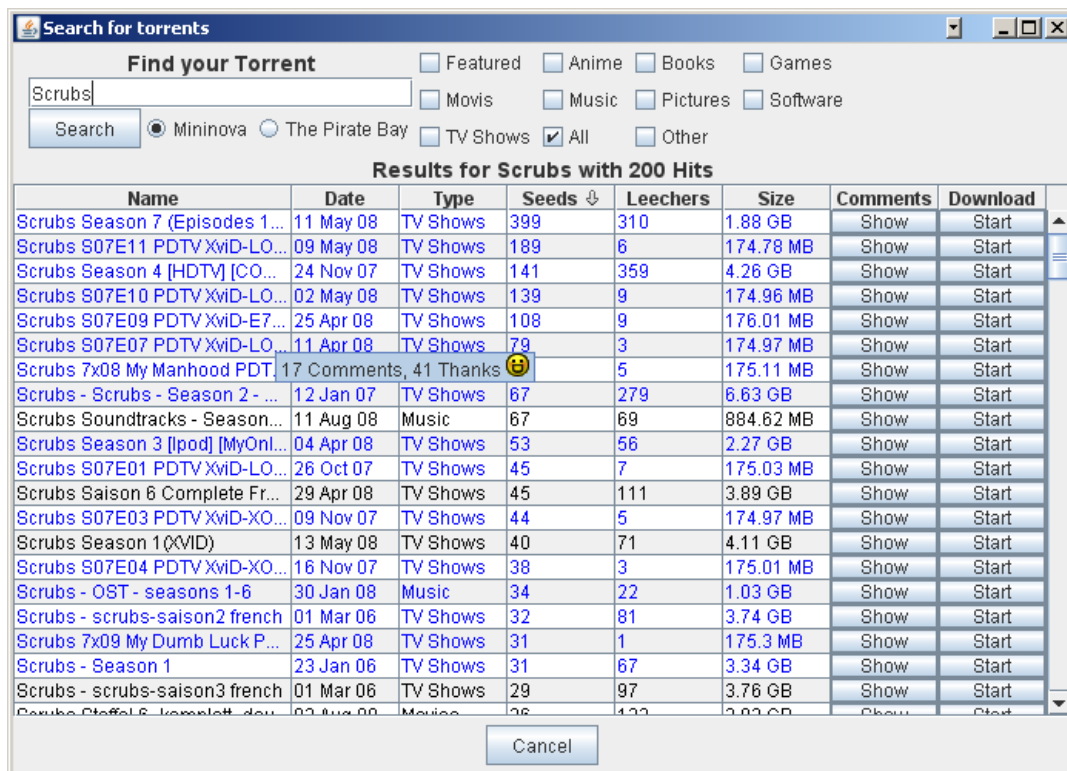 Search for torrents
Find your Torrent
Featured Anime Books Games
Scrubs
Movis Music Pictures Software
Search Mininova The Pirate Bay
TV Shows All Other
Results for Scrubs with 200 Hits
Name Date Type Seeds Leechers Size Comments Download
Scrubs Season 7 (Episodes 1... 11 May 08 TV Shows 399 310 1.88 GB Show Start
Scrubs S07E11 PDTV XviD-LO... 09 May 08 TV Shows 189 6 174.78 MB Show Start
Scrubs Season 4 [HDTV] [CO... 24 Nov 07 TV Shows 141 359 4.26 GB Show Start
Scrubs S07E10 PDTV XviD-LO... 02 May 08 TV Shows 139 9 174.96 MB Show Start
Scrubs S07E09 PDTV XviD-E7... 25 Apr 08 TV Shows 108 9 176.01 MB Show Start
Scrubs S07E07 PDTV XviD-LO... 11 Apr 08 TV Shows 79 3 174.97 MB Show Start
Scrubs 7x08 My Manhood PDT... 17 Comments, 41 Thanks 5 175.11 MB Show Start
Scrubs - Scrubs - Season 2 - ... 12 Jan 07 TV Shows 67 279 6.63 GB Show Start
Scrubs Soundtracks - Season... 11 Aug 08 Music 67 69 884.62 MB Show Start
Scrubs Season 3 [Ipod] [MyOnl... 04 Apr 08 TV Shows 53 56 2.27 GB Show Start
Scrubs S07E01 PDTV XviD-LO... 26 Oct 07 TV Shows 45 7 175.03 MB Show Start
Scrubs Saison 6 Complete Fr... 29 Apr 08 TV Shows 45 111 3.89 GB Show Start
Scrubs S07E03 PDTV XviD-XO... 09 Nov 07 TV Shows 44 5 174.97 MB Show Start
Scrubs Season 1(XVID) 13 May 08 TV Shows 40 71 4.11 GB Show Start
Scrubs S07E04 PDTV XviD-XO... 16 Nov 07 TV Shows 38 3 175.01 MB Show Start
Scrubs - OST - seasons 1-6 30 Jan 08 Music 34 22 1.03 GB Show Start
Scrubs - scrubs-saison2 french 01 Mar 06 TV Shows 32 81 3.74 GB Show Start
Scrubs 7x09 My Dumb Luck P... 25 Apr 08 TV Shows 31 1 175.3 MB Show Start
Scrubs - Season 1 23 Jan 06 TV Shows 31 67 3.34 GB Show Start
Scrubs - scrubs-saison3 french 01 Mar 06 TV Shows 29 97 3.76 GB Show Start
Cancel